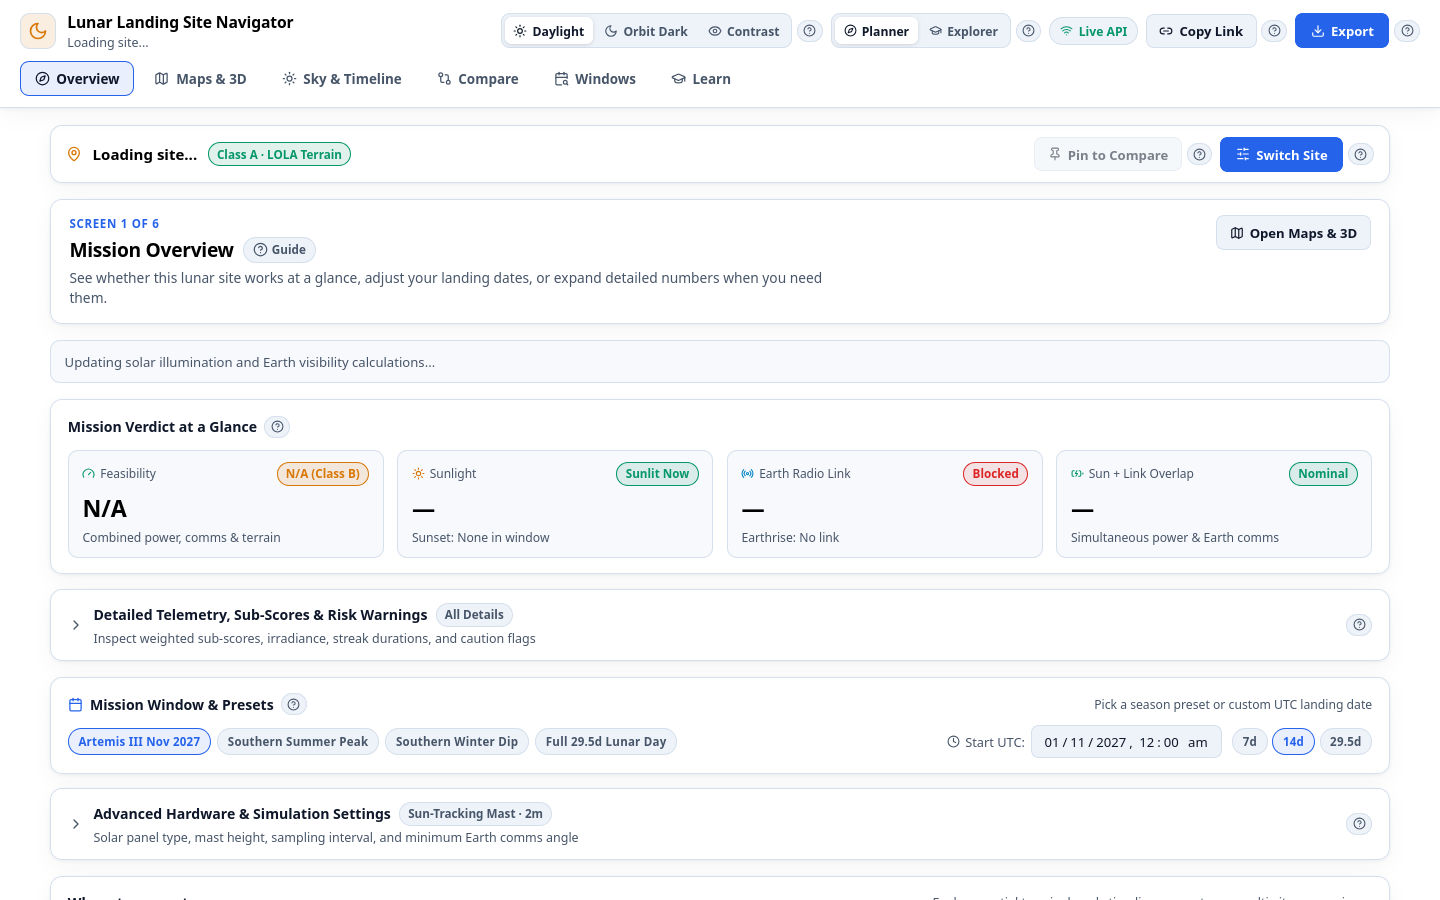 Lunar Landing Site Navigator
Loading site...
Daylight
Orbit Dark
Contrast
Planner
Explorer
Live API
Copy Link
Export
Overview
Maps & 3D
Sky & Timeline
Compare
Windows
Learn
Loading site...
Class A · LOLA Terrain
Pin to Compare
Switch Site
SCREEN 1 OF 6
Mission Overview
Guide
Open Maps & 3D
See whether this lunar site works at a glance, adjust your landing dates, or expand detailed numbers when you need
them.
Updating solar illumination and Earth visibility calculations...
Mission Verdict at a Glance
Feasibility
N/A (Class B)
N/A
Combined power, comms & terrain
Sunlight
Sunlit Now
—
Sunset: None in window
Earth Radio Link
Blocked
—
Earthrise: No link
Sun + Link Overlap
Nominal
—
Simultaneous power & Earth comms
Detailed Telemetry, Sub-Scores & Risk Warnings
All Details
Inspect weighted sub-scores, irradiance, streak durations, and caution flags
Mission Window & Presets
Pick a season preset or custom UTC landing date
Artemis III Nov 2027
Southern Summer Peak
Southern Winter Dip
Full 29.5d Lunar Day
Start UTC:
01/11/2027, 12:00 am
7d
14d
29.5d
Advanced Hardware & Simulation Settings
Sun-Tracking Mast · 2m
Solar panel type, mast height, sampling interval, and minimum Earth comms angle